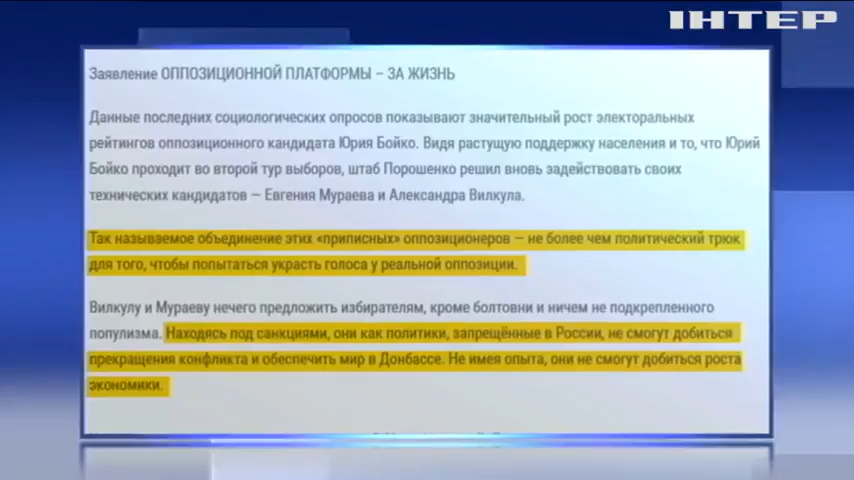 ІНТЕР
Заявление ОППОЗИЦИОННОЙ ПЛАТФОРМЫ – ЗА ЖИЗНЬ
Данные последних социологических опросов показывают значительный рост электоральных
рейтингов оппозиционного кандидата Юрия Бойко. Видя растущую поддержку населения и то, что Юрий
Бойко проходит во второй тур выборов, штаб Порошенко решил вновь задействовать своих
технических кандидатов — Евгения Мураева и Александра Вилкула.
Так называемое объединение этих «приписных» оппозиционеров — не более чем политический трюк
для того, чтобы попытаться украсть голоса у реальной оппозиции.
Вилкулу и Мураеву нечего предложить избирателям, кроме болтовни и ничем не подкрепленного
популизма. Находясь под санкциями, они как политики, запрещённые в России, не смогут добиться
прекращения конфликта и обеспечить мир в Донбассе. Не имея опыта, они не смогут добиться роста
экономики.